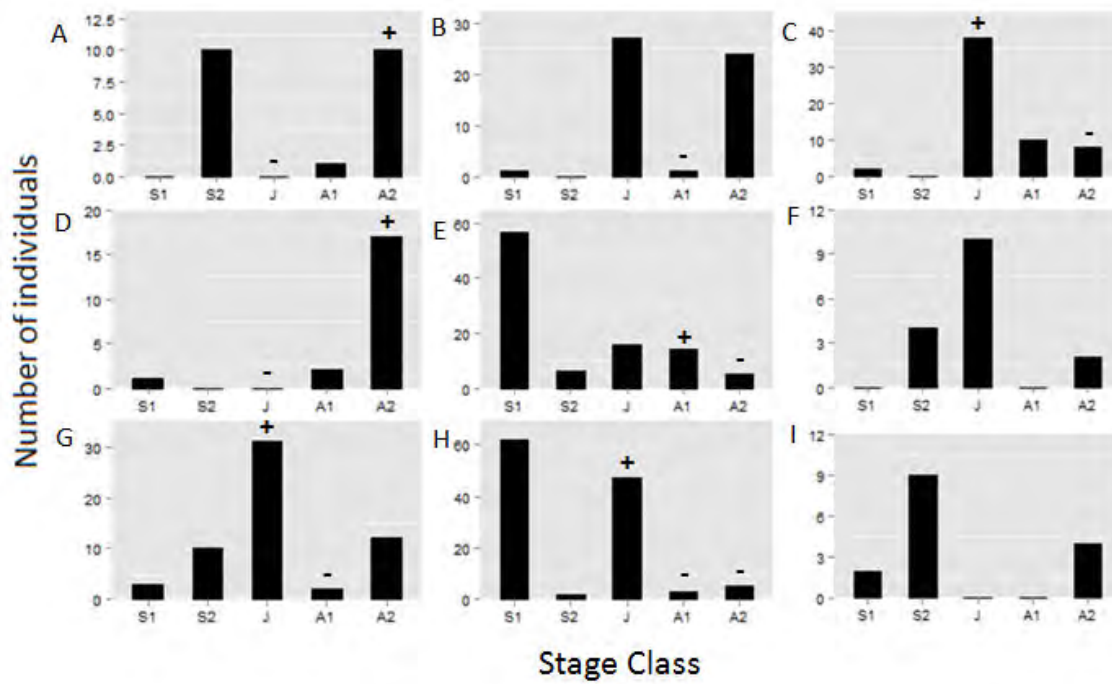 Number of individuals
A
12.5
10.0
7.5
5.0
2.5
0.0
-
+
S1 S2 J A1 A2
B
30
20
10
0
-
S1 S2 J A1 A2
C
40
30
20
10
0
+
-
S1 S2 J A1 A2
D
20
15
10
5
0
-
+
S1 S2 J A1 A2
E
60
40
20
0
+
-
S1 S2 J A1 A2
F
12
9
6
3
0
S1 S2 J A1 A2
G
30
20
10
0
+
-
S1 S2 J A1 A2
H
60
40
20
0
+
-
-
S1 S2 J A1 A2
I
12
9
6
3
0
S1 S2 J A1 A2
Stage Class